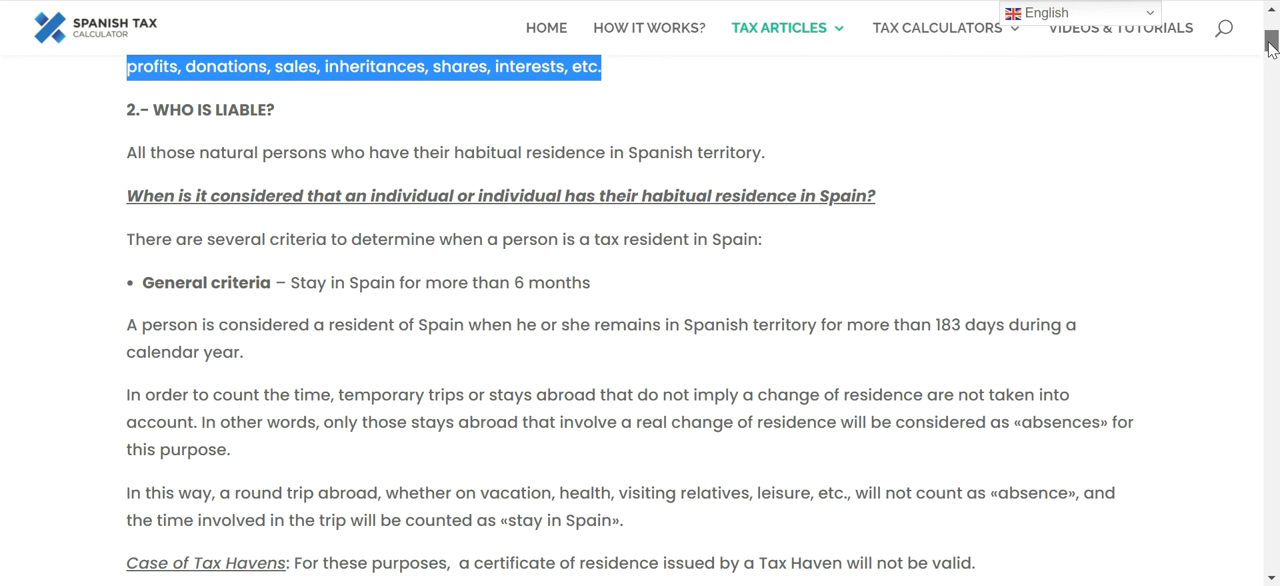 SPANISH TAX
CALCULATOR
HOME HOW IT WORKS? TAX ARTICLES TAX CALCULATORS VIDEOS & TUTORIALS
English
profits, donations, sales, inheritances, shares, interests, etc.
2.- WHO IS LIABLE?
All those natural persons who have their habitual residence in Spanish territory.
When is it considered that an individual or individual has their habitual residence in Spain?
There are several criteria to determine when a person is a tax resident in Spain:
• General criteria – Stay in Spain for more than 6 months
A person is considered a resident of Spain when he or she remains in Spanish territory for more than 183 days during a
calendar year.
In order to count the time, temporary trips or stays abroad that do not imply a change of residence are not taken into
account. In other words, only those stays abroad that involve a real change of residence will be considered as «absences» for
this purpose.
In this way, a round trip abroad, whether on vacation, health, visiting relatives, leisure, etc., will not count as «absence», and
the time involved in the trip will be counted as «stay in Spain».
Case of Tax Havens: For these purposes, a certificate of residence issued by a Tax Haven will not be valid.